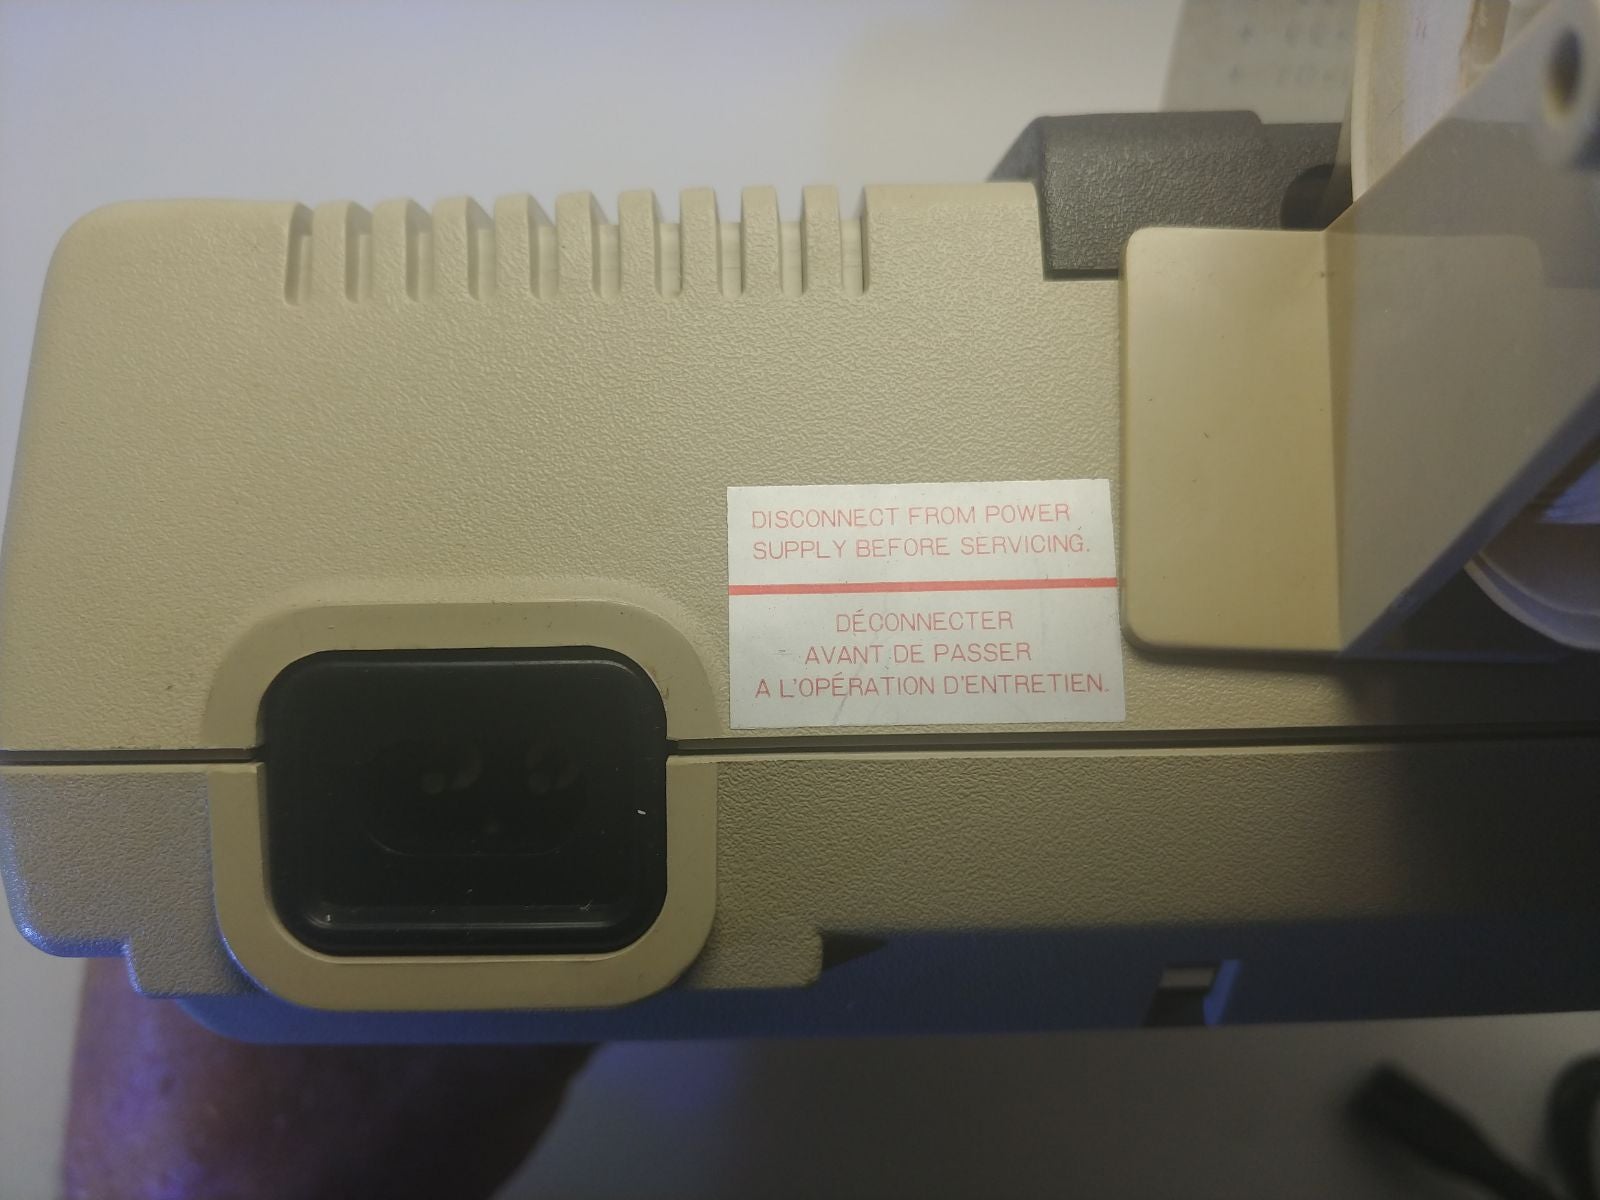 DISCONNECT FROM POWER
SUPPLY BEFORE SERVICING.
DÉCONNECTER
AVANT DE PASSER
A L'OPÉRATION D'ENTRETIEN.